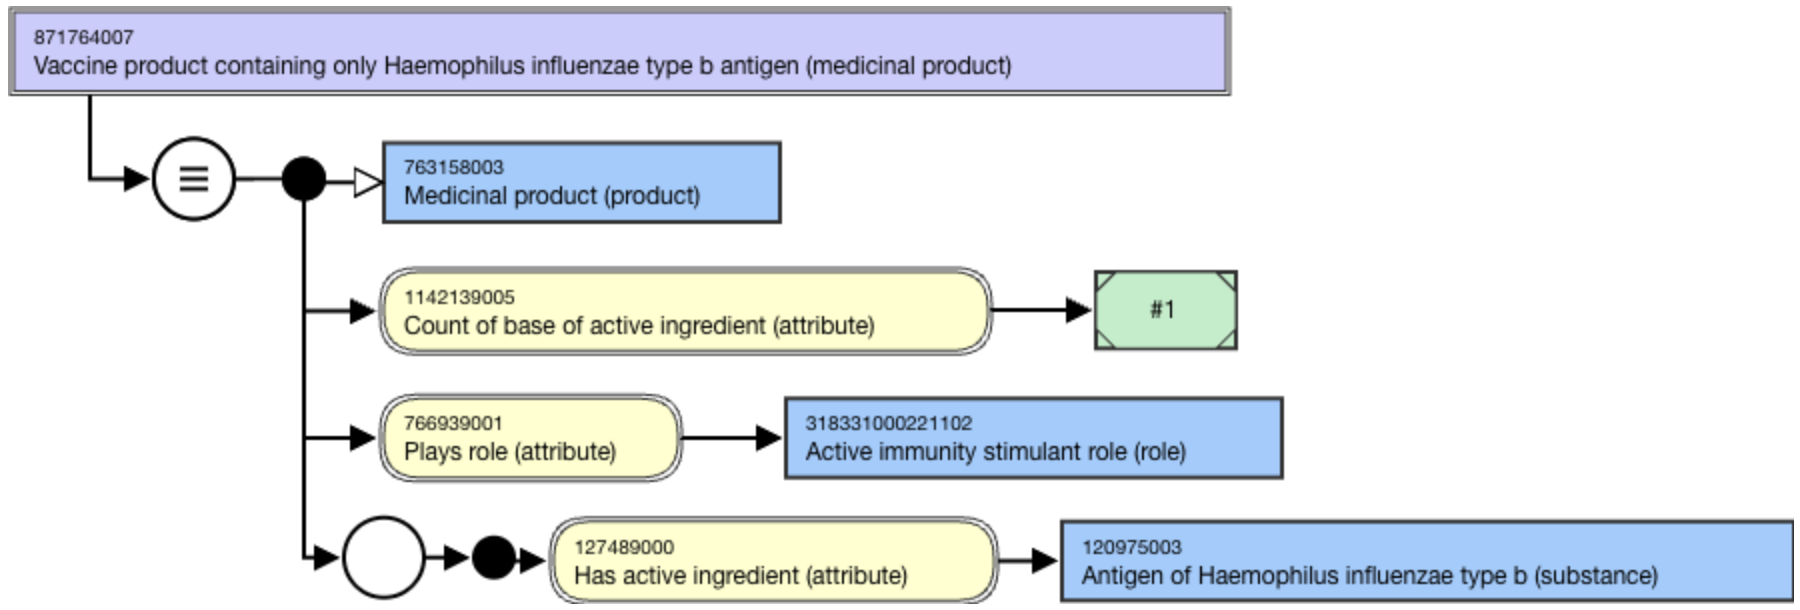 871764007
Vaccine product containing only Haemophilus influenzae type b antigen (medicinal product)
763158003
Medicinal product (product)
1142139005
Count of base of active ingredient (attribute)
#1
766939001
Plays role (attribute)
318331000221102
Active immunity stimulant role (role)
127489000
Has active ingredient (attribute)
120975003
Antigen of Haemophilus influenzae type b (substance)